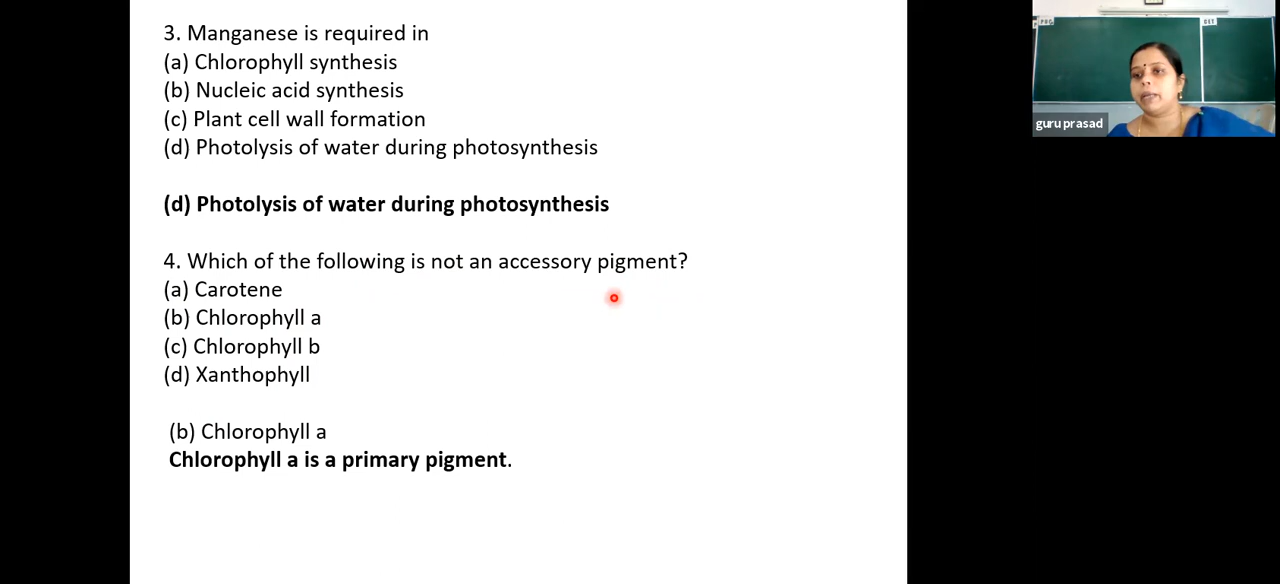 3. Manganese is required in
(a) Chlorophyll synthesis
(b) Nucleic acid synthesis
(c) Plant cell wall formation
(d) Photolysis of water during photosynthesis
(d) Photolysis of water during photosynthesis
4. Which of the following is not an accessory pigment?
(a) Carotene
(b) Chlorophyll a
(c) Chlorophyll b
(d) Xanthophyll
(b) Chlorophyll a
Chlorophyll a is a primary pigment.
guru prasad